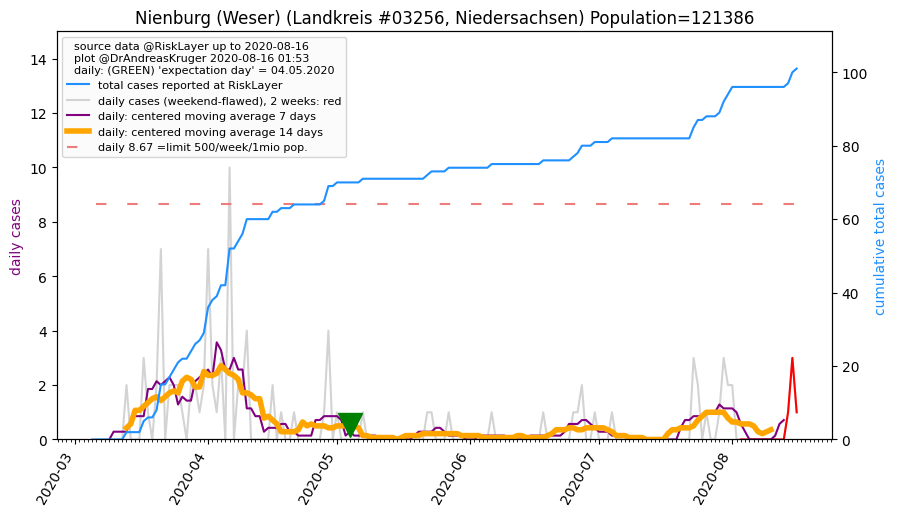 Nienburg (Weser) (Landkreis #03256, Niedersachsen) Population=121386
source data @RiskLayer up to 2020-08-16
plot @DrAndreasKruger 2020-08-16 01:53
daily: (GREEN) 'expectation day' = 04.05.2020
total cases reported at RiskLayer
daily cases (weekend-flawed), 2 weeks: red
daily: centered moving average 7 days
daily: centered moving average 14 days
daily 8.67 =limit 500/week/1mio pop.
daily cases
14
12
10
8
6
4
2
0
cumulative total cases
100
80
60
40
20
0
2020-03
2020-04
2020-05
2020-06
2020-07
2020-08